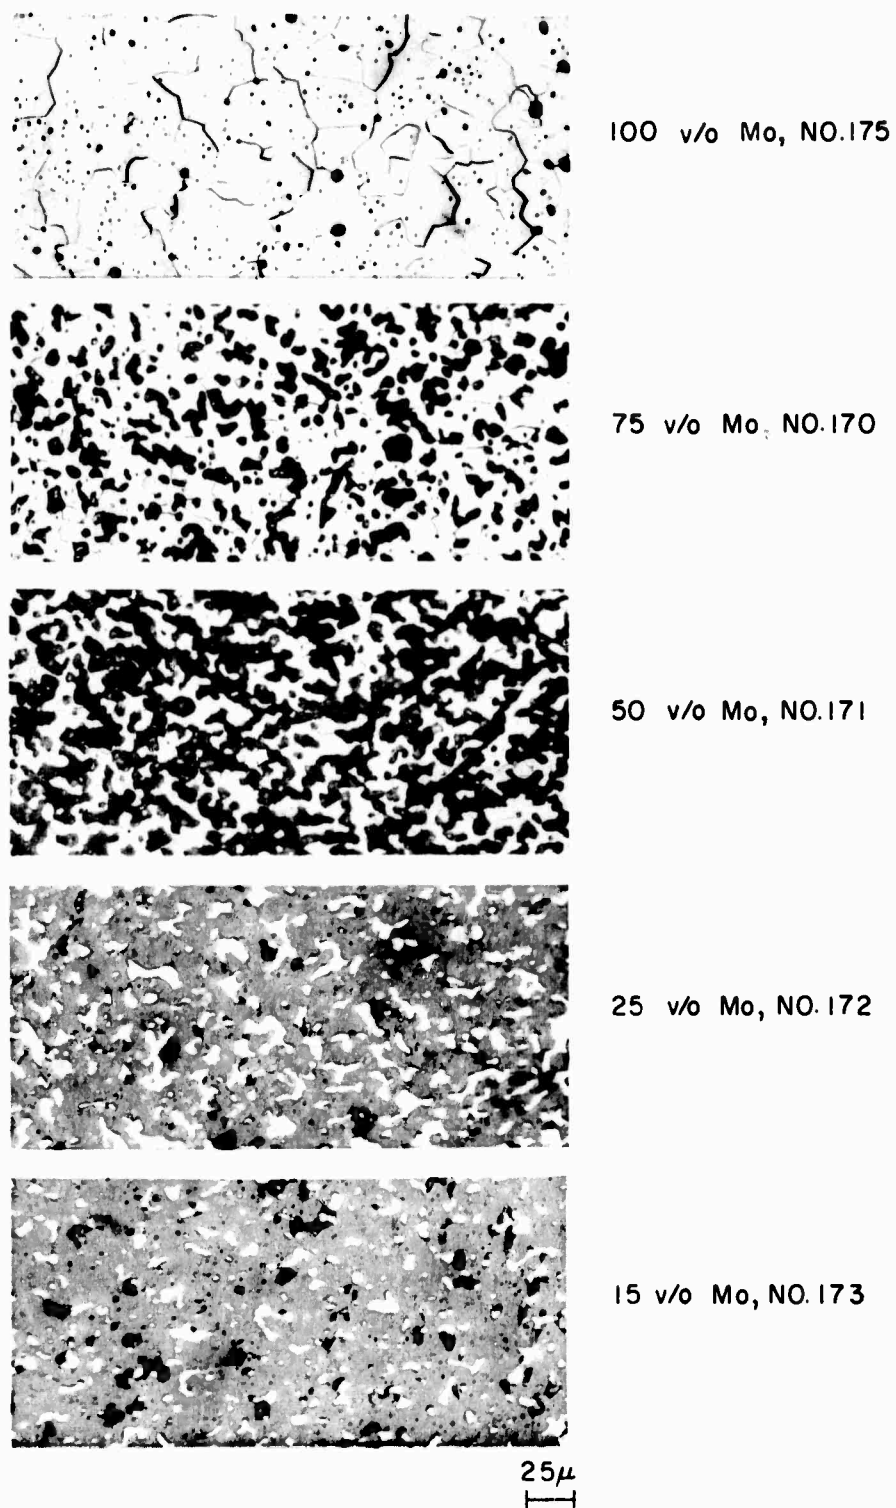 100 v/o Mo, NO.175
75 v/o Mo, NO.170
50 v/o Mo, NO.171
25 v/o Mo, NO.172
15 v/o Mo, NO.173
25μ